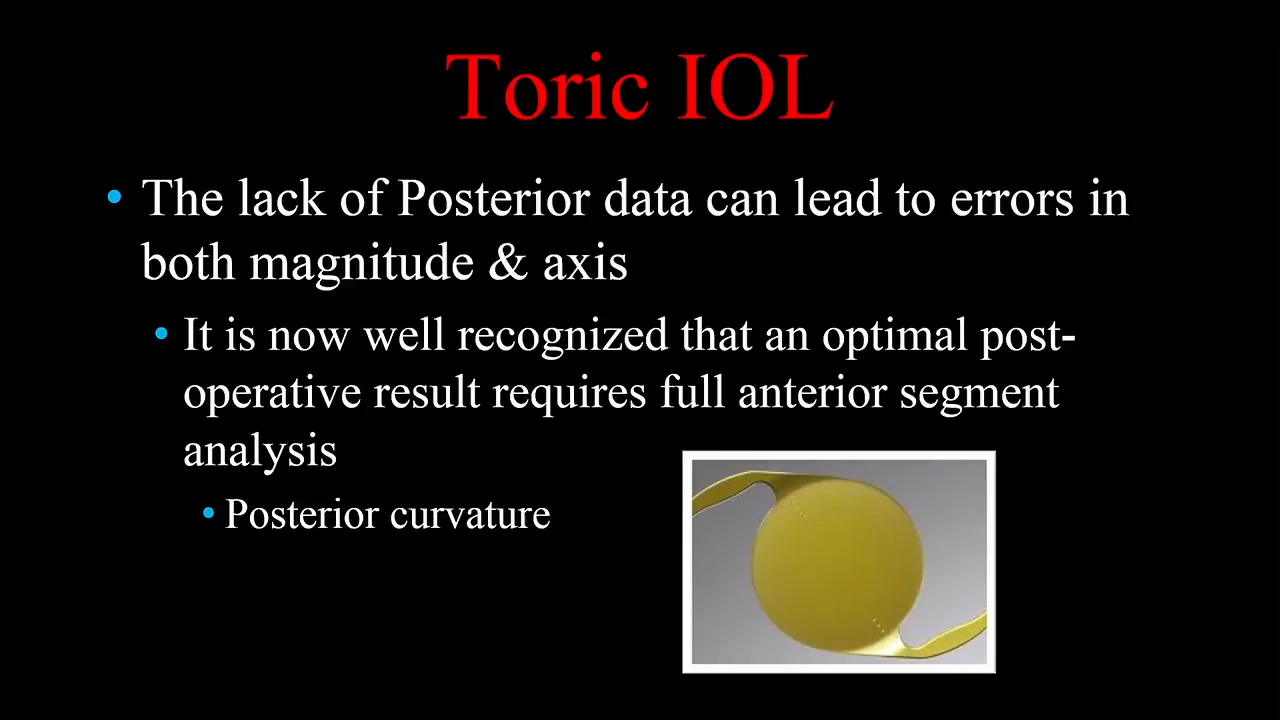 Toric IOL
• The lack of Posterior data can lead to errors in
both magnitude & axis
• It is now well recognized that an optimal post-
operative result requires full anterior segment
analysis
• Posterior curvature